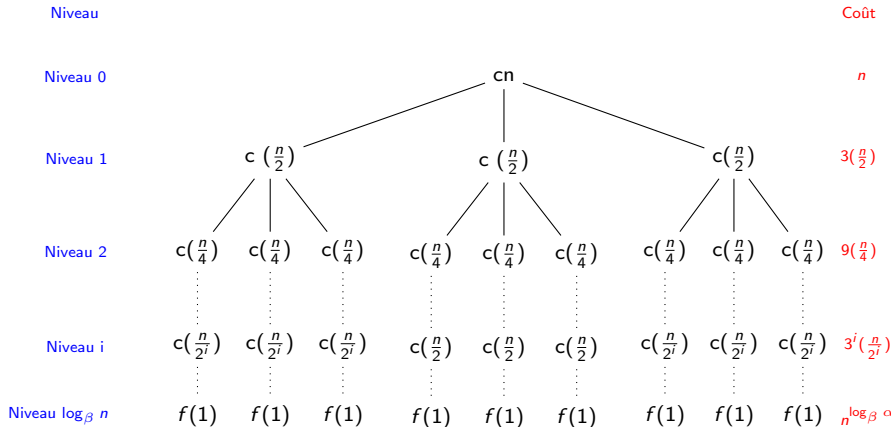 Niveau Coût
Niveau 0 cn n
Niveau 1 c (n/2) c (n/2) c(n/2) 3(n/2)
Niveau 2 c(n/4) c(n/4) c(n/4) c(n/4) c(n/4) c(n/4) c(n/4) c(n/4) c(n/4) 9(n/4)
Niveau i c(n/2^i) c(n/2^i) c(n/2^i) c(n/2) c(n/2) c(n/2) c(n/2^i) c(n/2^i) c(n/2^i) 3^i(n/2^i)
Niveau log_β n f(1) f(1) f(1) f(1) f(1) f(1) f(1) f(1) f(1) n^{log_β α}